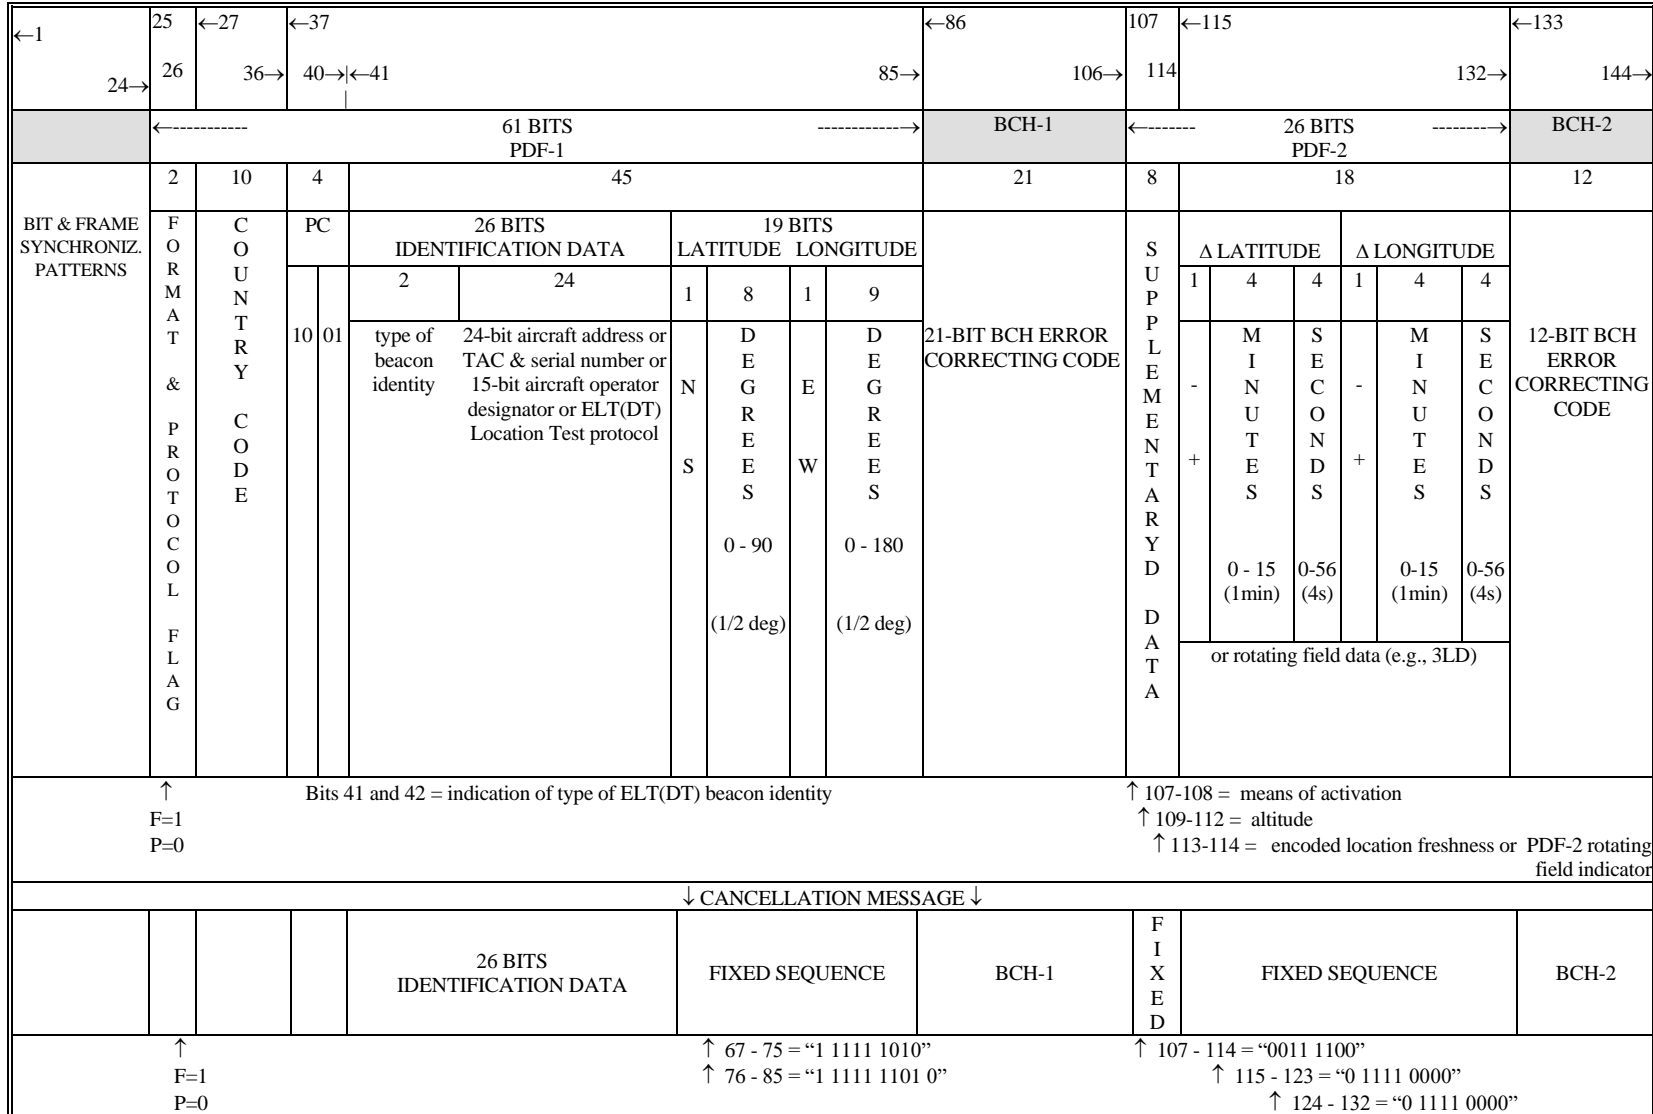 ←1 25 ←27 ←37 ←86 107 ←115 ←133
24→ 26 36→ 40→|←41 85→ 106→ 114 132→ 144→
←------------ 61 BITS ------------→ BCH-1 ←------- 26 BITS --------→ BCH-2
PDF-1 PDF-2
2 10 4 45 21 8 18 12
BIT & FRAME
SYNCHRONIZ.
PATTERNS
FORMAT & PROTOCOL FLAG
COUNTRY CODE
PC
10 01
26 BITS
IDENTIFICATION DATA
2 24
type of
beacon
identity
24-bit aircraft address or
TAC & serial number or
15-bit aircraft operator
designator or ELT(DT)
Location Test protocol
19 BITS
LATITUDE LONGITUDE
1 8 1 9
N
S
DEGREES
0 - 90
(1/2 deg)
E
W
DEGREES
0 - 180
(1/2 deg)
21-BIT BCH ERROR
CORRECTING CODE
SUPPLEMENTARYD DATA
Δ LATITUDE Δ LONGITUDE
1 4 4 1 4 4
-
+
MINUTES
0 - 15
(1min)
SECONDS
0-56
(4s)
-
+
MINUTES
0-15
(1min)
SECONDS
0-56
(4s)
or rotating field data (e.g., 3LD)
12-BIT BCH
ERROR
CORRECTING
CODE
↑ Bits 41 and 42 = indication of type of ELT(DT) beacon identity ↑ 107-108 = means of activation
F=1 ↑ 109-112 = altitude
P=0 ↑ 113-114 = encoded location freshness or PDF-2 rotating
field indicator
↓ CANCELLATION MESSAGE ↓
26 BITS
IDENTIFICATION DATA
FIXED SEQUENCE
BCH-1
FIXED
FIXED SEQUENCE
BCH-2
↑ ↑ 67 - 75 = “1 1111 1010” ↑ 107 - 114 = “0011 1100”
F=1 ↑ 76 - 85 = “1 1111 1101 0” ↑ 115 - 123 = “0 1111 0000”
P=0 ↑ 124 - 132 = “0 1111 0000”